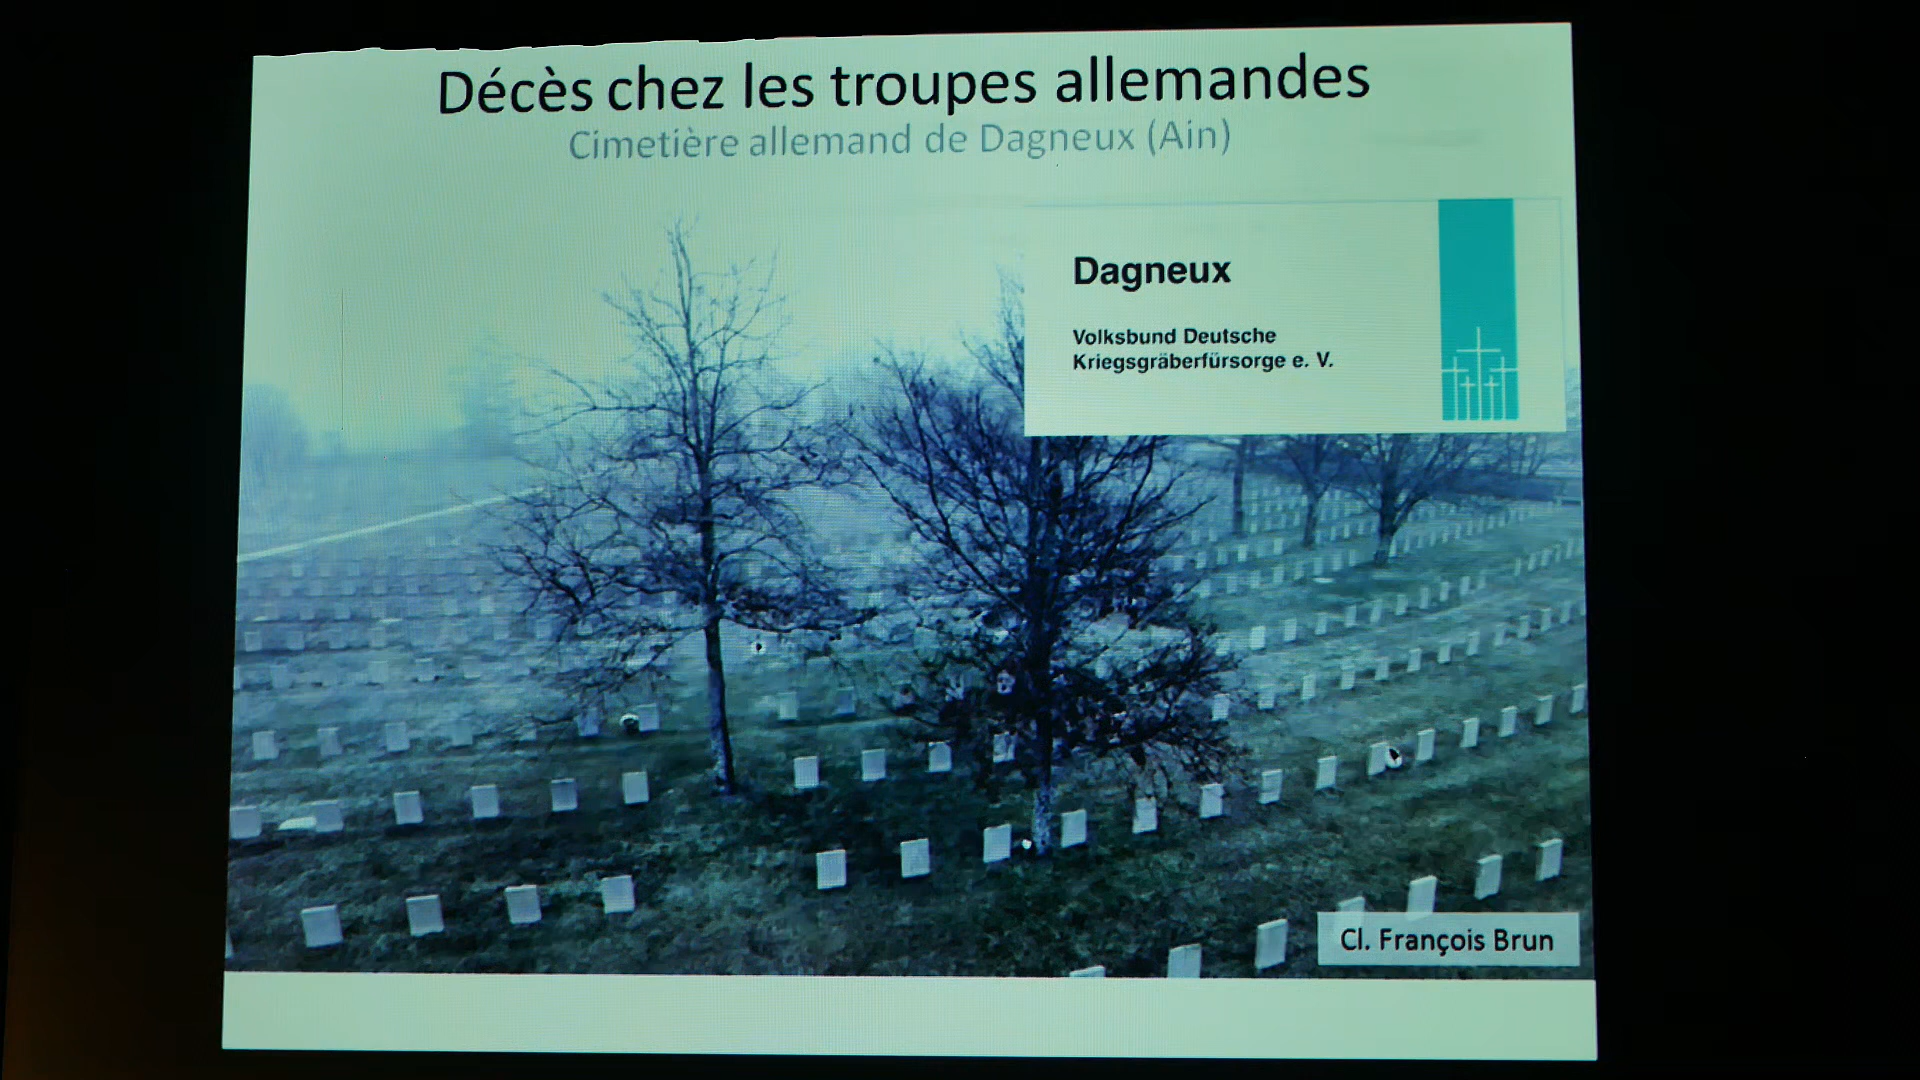 Décès chez les troupes allemandes
Cimetière allemand de Dagneux (Ain)
Dagneux
Volksbund Deutsche
Kriegsgräberfürsorge e. V.
Cl. François Brun